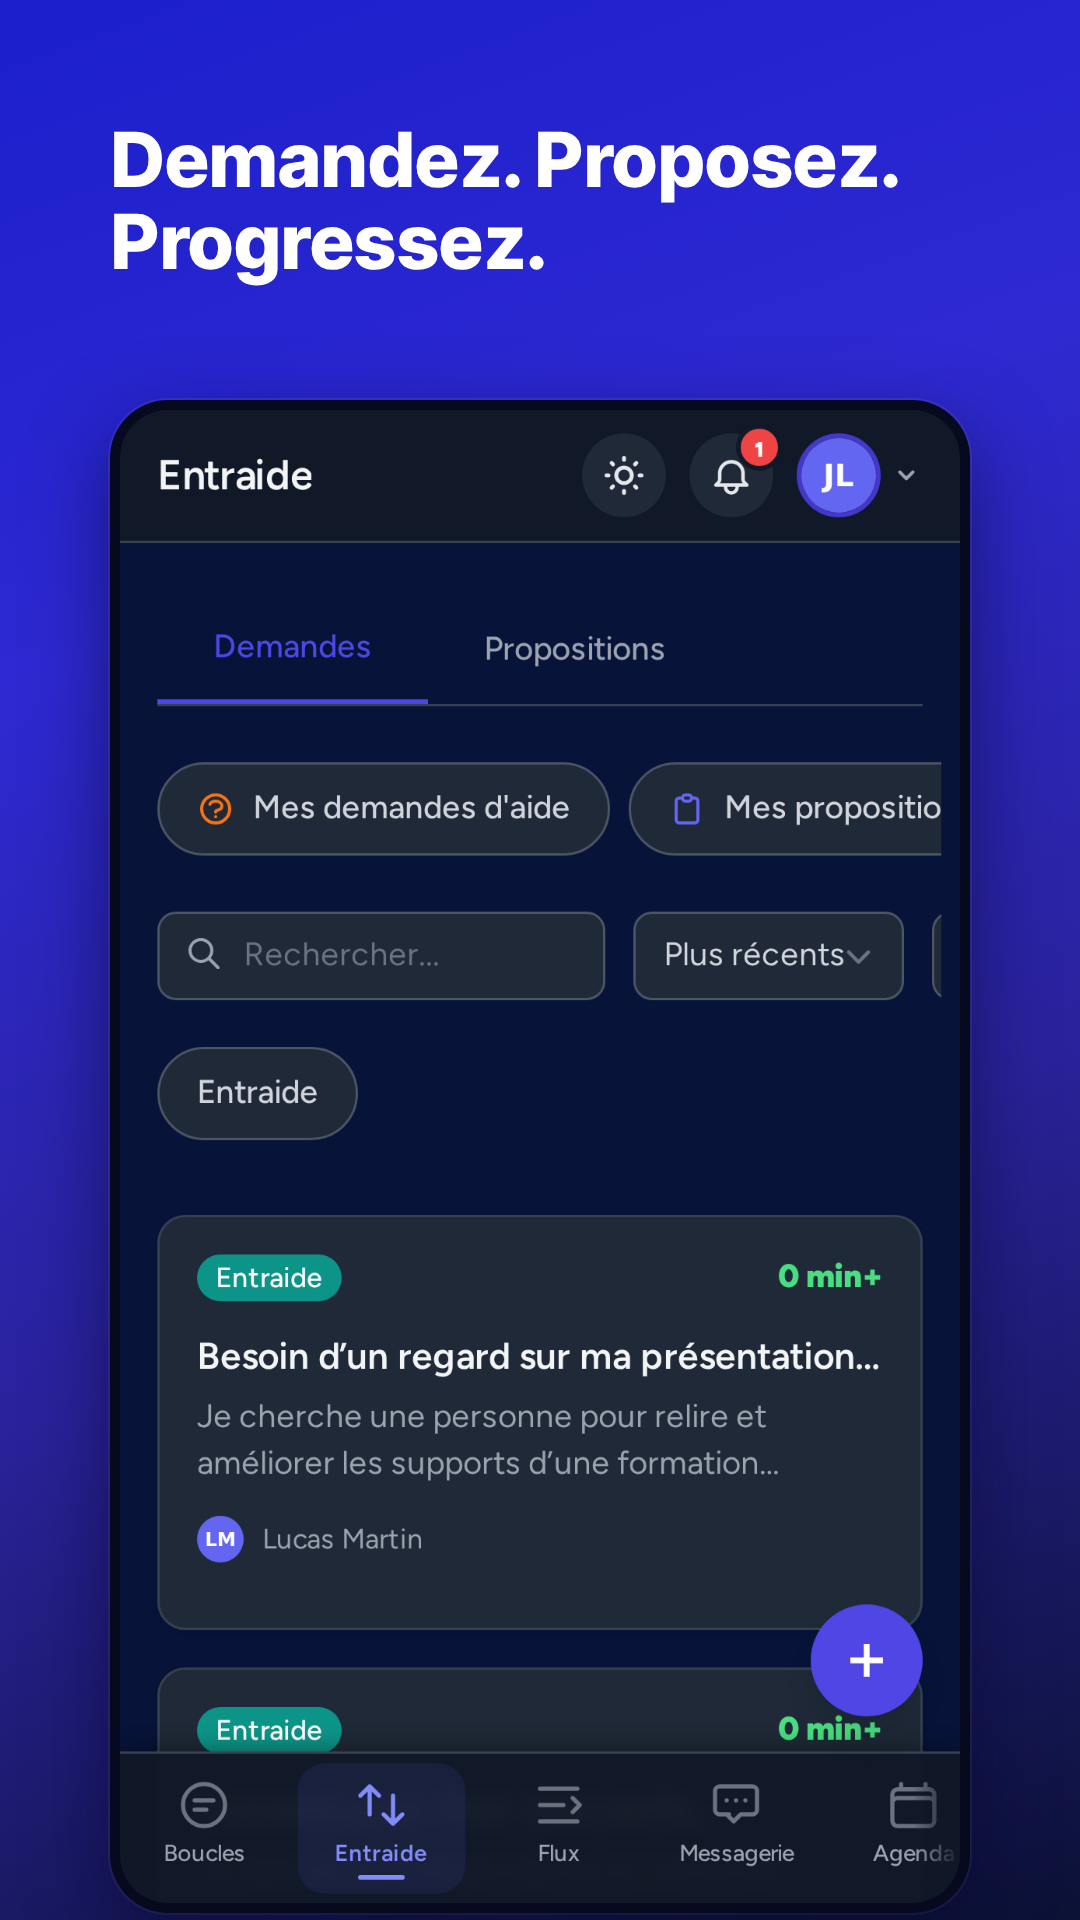 Demandez. Proposez.
Progressez.
Entraide
1
JL
Demandes
Propositions
Mes demandes d'aide
Mes propositio
Rechercher...
Plus récents
Entraide
Entraide
0 min+
Besoin d’un regard sur ma présentation...
Je cherche une personne pour relire et
améliorer les supports d’une formation...
LM
Lucas Martin
Entraide
0 min+
Boucles
Entraide
Flux
Messagerie
Agenda